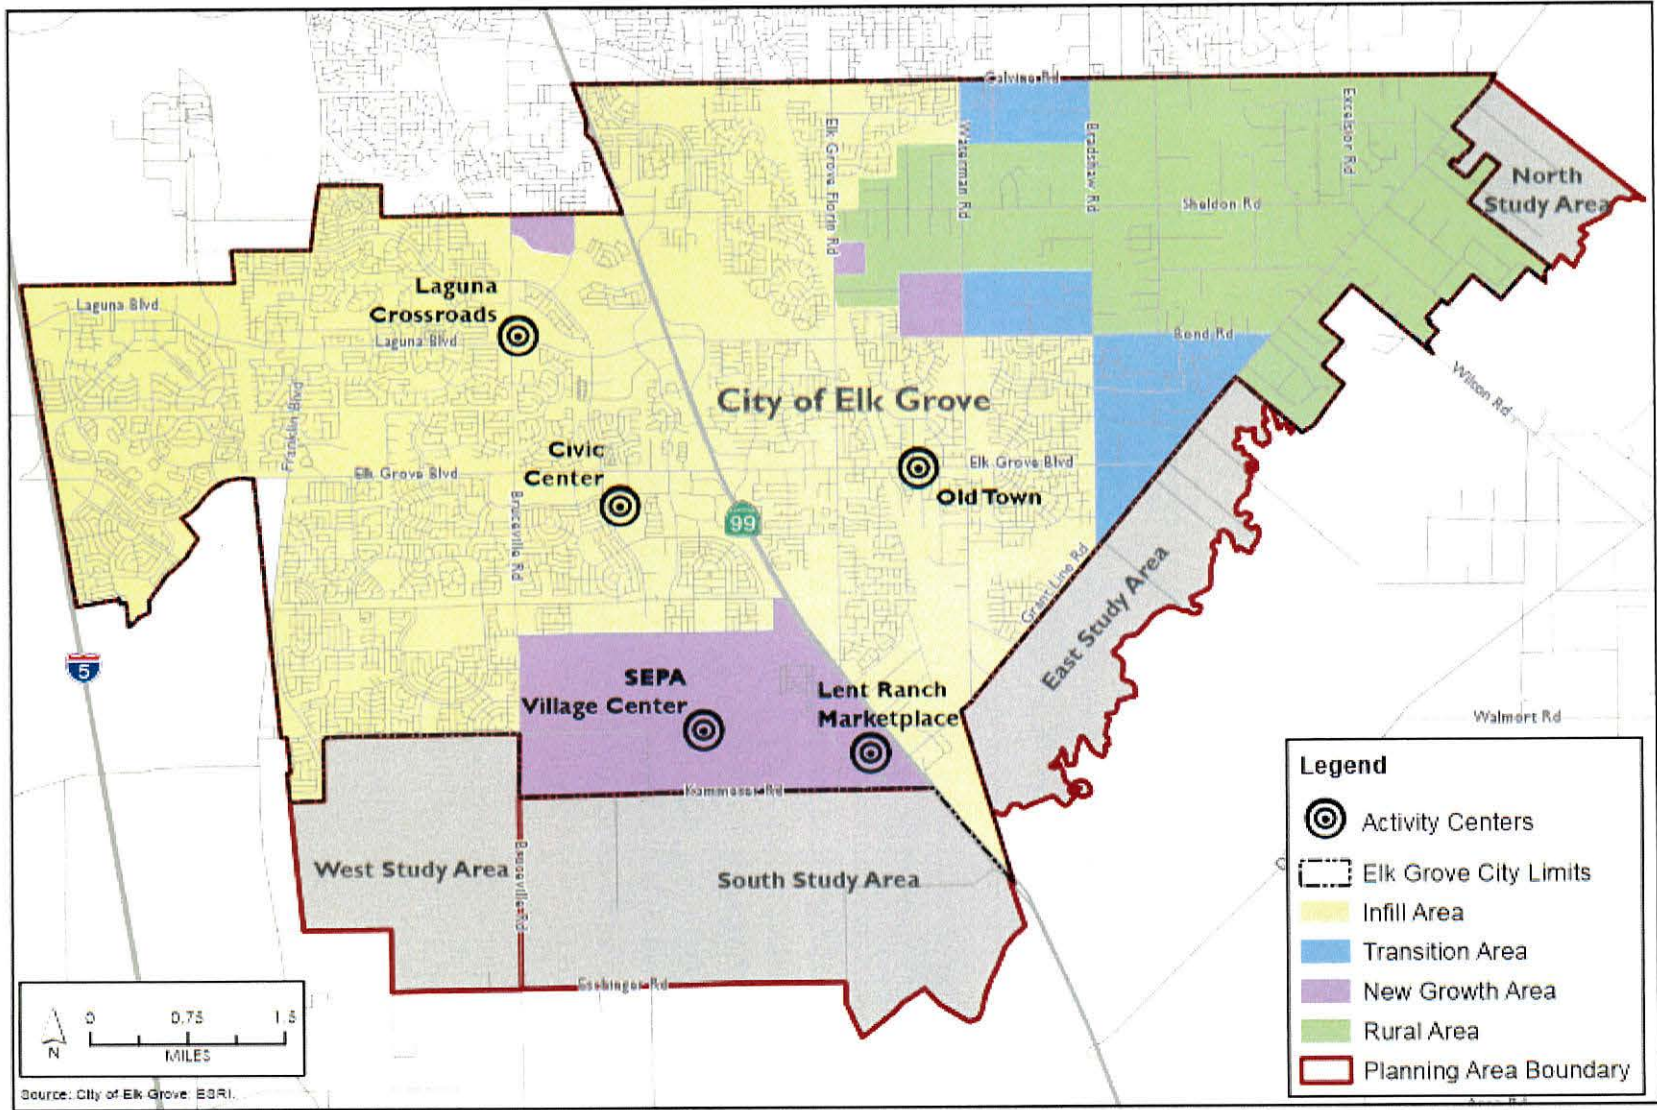 Calvine Rd
Elk Grove Florin Rd
Waterman Rd
Bradshaw Rd
Excelsior Rd
North
Study Area
Sheldon Rd
Laguna Blvd
Laguna
Crossroads
Laguna Blvd
Bond Rd
Wilson Rd
Franklin Blvd
City of Elk Grove
Civic
Center
Elk Grove Blvd
Elk Grove Blvd
Old Town
Bruceville Rd
99
Grant Line Rd
East Study Area
5
SEPA
Village Center
Lent Ranch
Marketplace
Walmort Rd
Kammerer Rd
West Study Area
Bruceville Rd
South Study Area
Eschinger Rd
Legend
Activity Centers
Elk Grove City Limits
Infill Area
Transition Area
New Growth Area
Rural Area
Planning Area Boundary
N
0 0.75 1.5
MILES
Source: City of Elk Grove; ESRI.